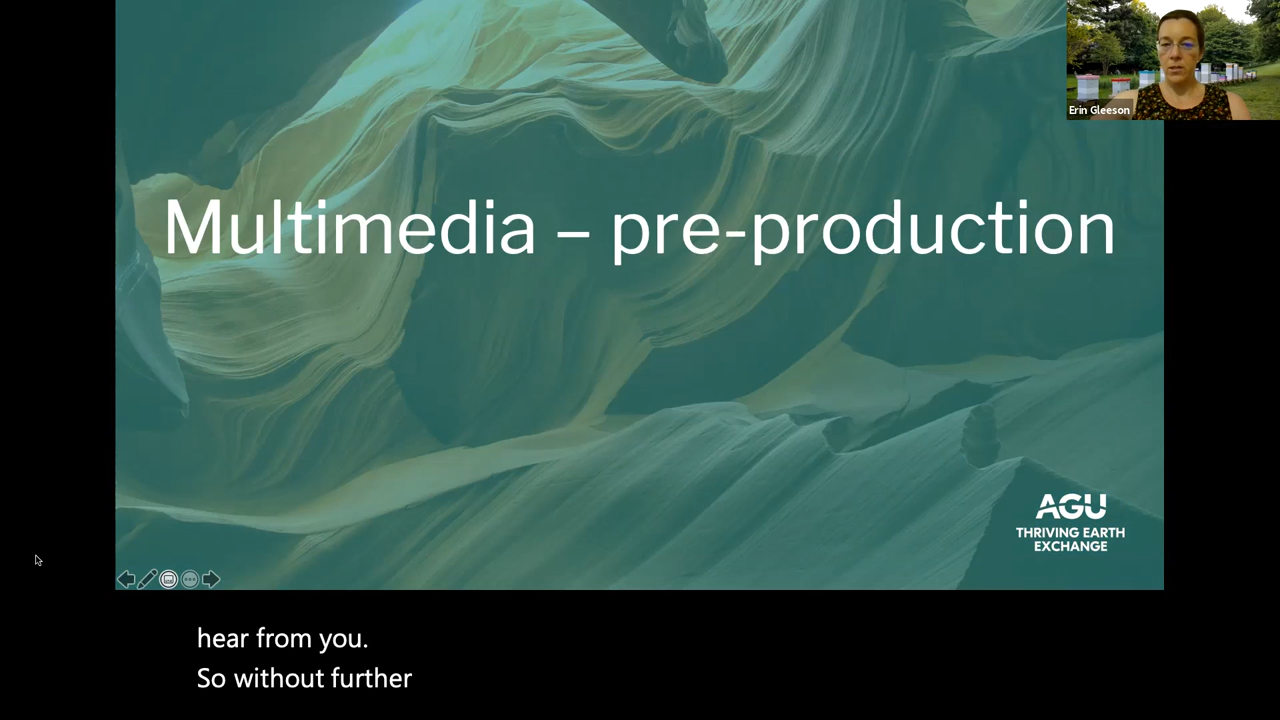 Erin Gleeson
Multimedia – pre-production
AGU
THRIVING EARTH
EXCHANGE
hear from you.
So without further